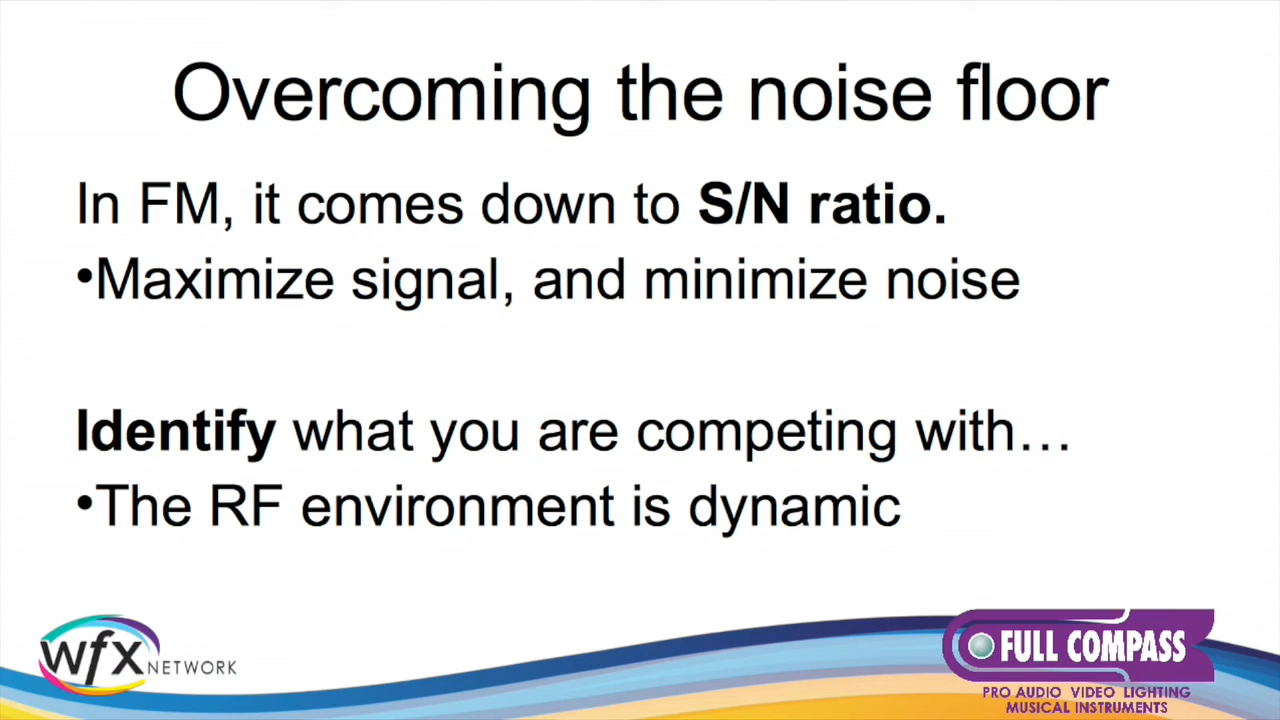 Overcoming the noise floor
In FM, it comes down to S/N ratio.
•Maximize signal, and minimize noise
Identify what you are competing with…
•The RF environment is dynamic
wfx NETWORK
FULL COMPASS
PRO AUDIO VIDEO LIGHTING
MUSICAL INSTRUMENTS